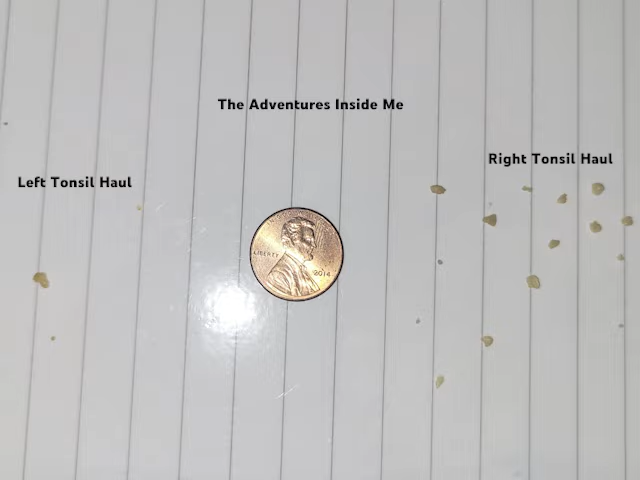 The Adventures Inside Me
Right Tonsil Haul
Left Tonsil Haul
LIBERTY
2014